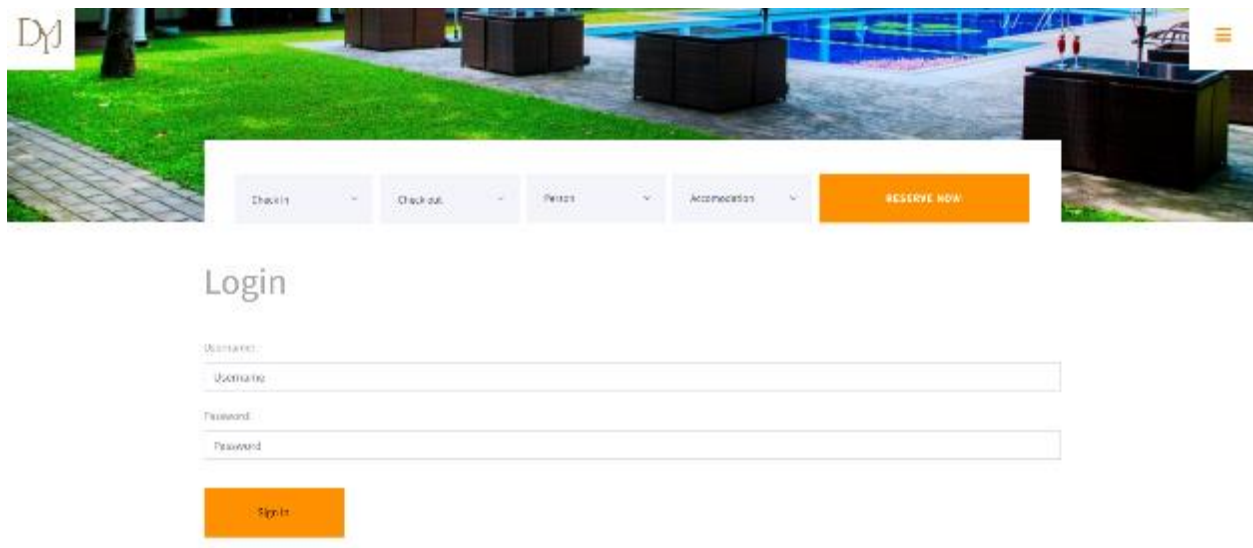 DYJ
Check in
Check out
Person
Accomodation
RESERVE NOW
Login
Username:
Username
Password:
Password
Sign in